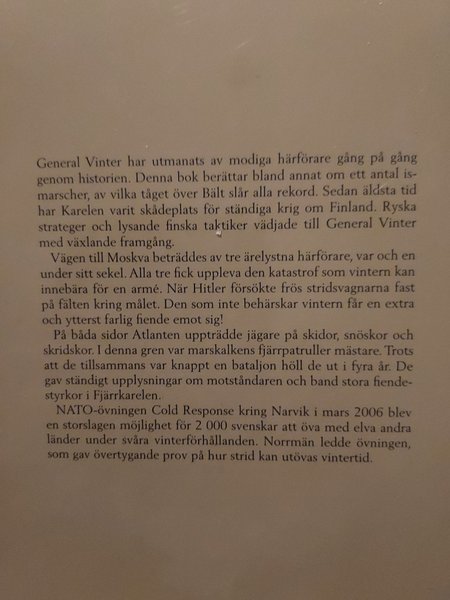 General Vinter har utmanats av modiga härförare gång på gång
genom historien. Denna bok berättar bland annat om ett antal is-
marscher, av vilka tåget över Bält slår alla rekord. Sedan äldsta tid
har Karelen varit skådeplats för ständiga krig om Finland. Ryska
strateger och lysande finska taktiker vädjade till General Vinter
med växlande framgång.
Vägen till Moskva beträddes av tre ärelystna härförare, var och en
under sitt sekel. Alla tre fick uppleva den katastrof som vintern kan
innebära för en armé. När Hitler försökte frös stridsvagnarna fast
på fälten kring målet. Den som inte behärskar vintern får en extra
och ytterst farlig fiende emot sig!
På båda sidor Atlanten uppträdde jägare på skidor, snöskor och
skridskor. I denna gren var marskalkens fjärrpatruller mästare. Trots
att de tillsammans var knappt en bataljon höll de ut i fyra år. De
gav ständigt upplysningar om motståndaren och band stora fiende-
styrkor i Fjärrkarelen.
NATO-övningen Cold Response kring Narvik i mars 2006 blev
en storslagen möjlighet för 2 000 svenskar att öva med elva andra
länder under svåra vinterförhållanden. Norrmän ledde övningen,
som gav övertygande prov på hur strid kan utövas vintertid.